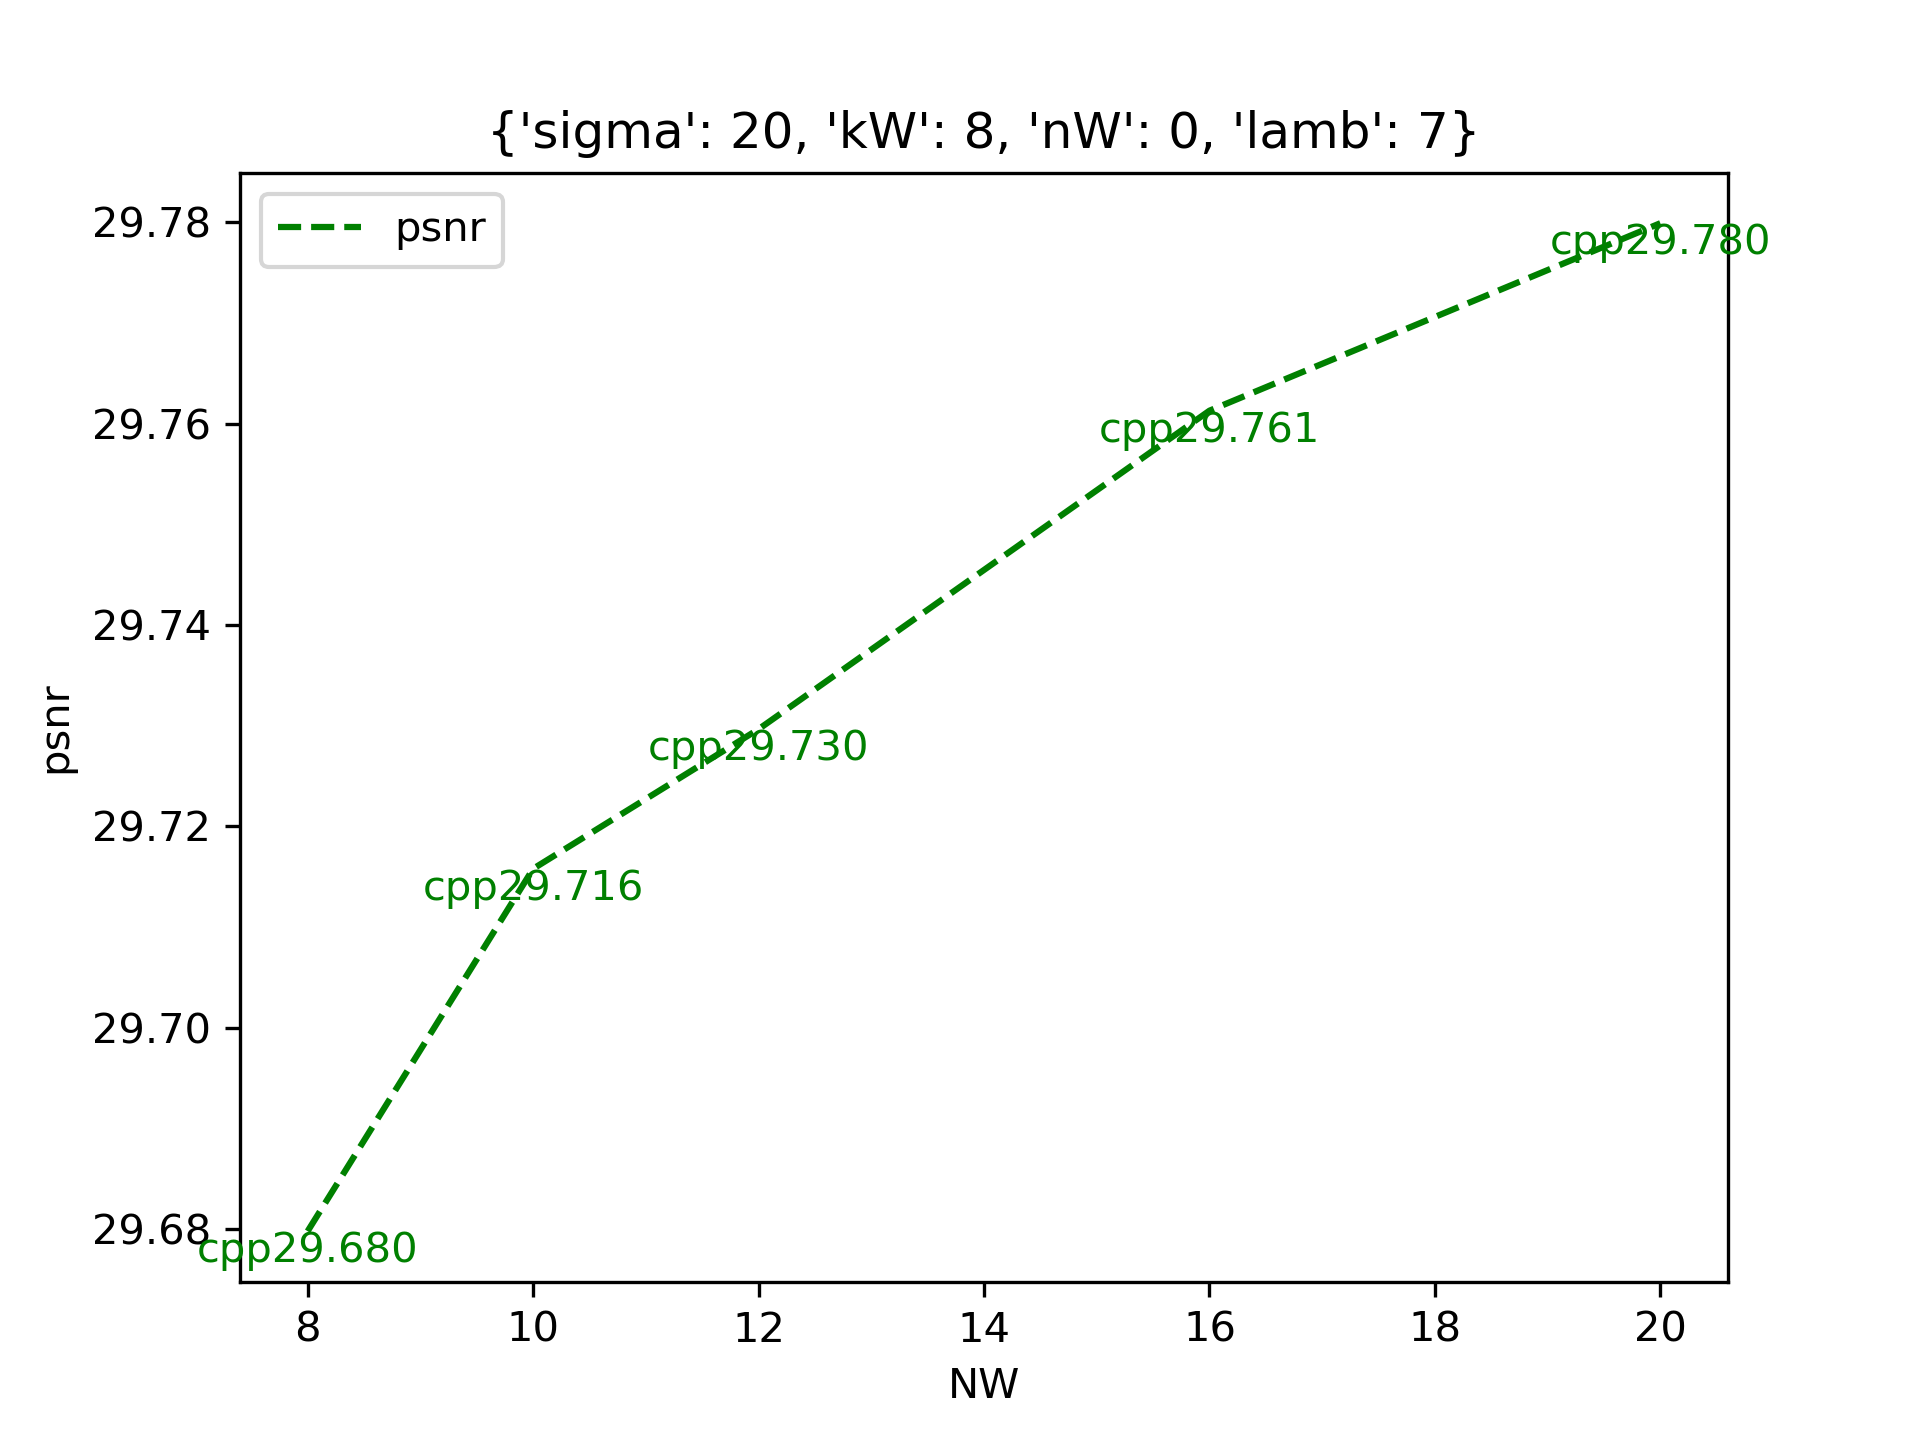 {'sigma': 20, 'kW': 8, 'nW': 0, 'lamb': 7}
psnr
29.78
29.76
29.74
29.72
29.70
29.68
psnr
cpp29.780
cpp29.761
cpp29.730
cpp29.716
cpp29.680
8 10 12 14 16 18 20
NW